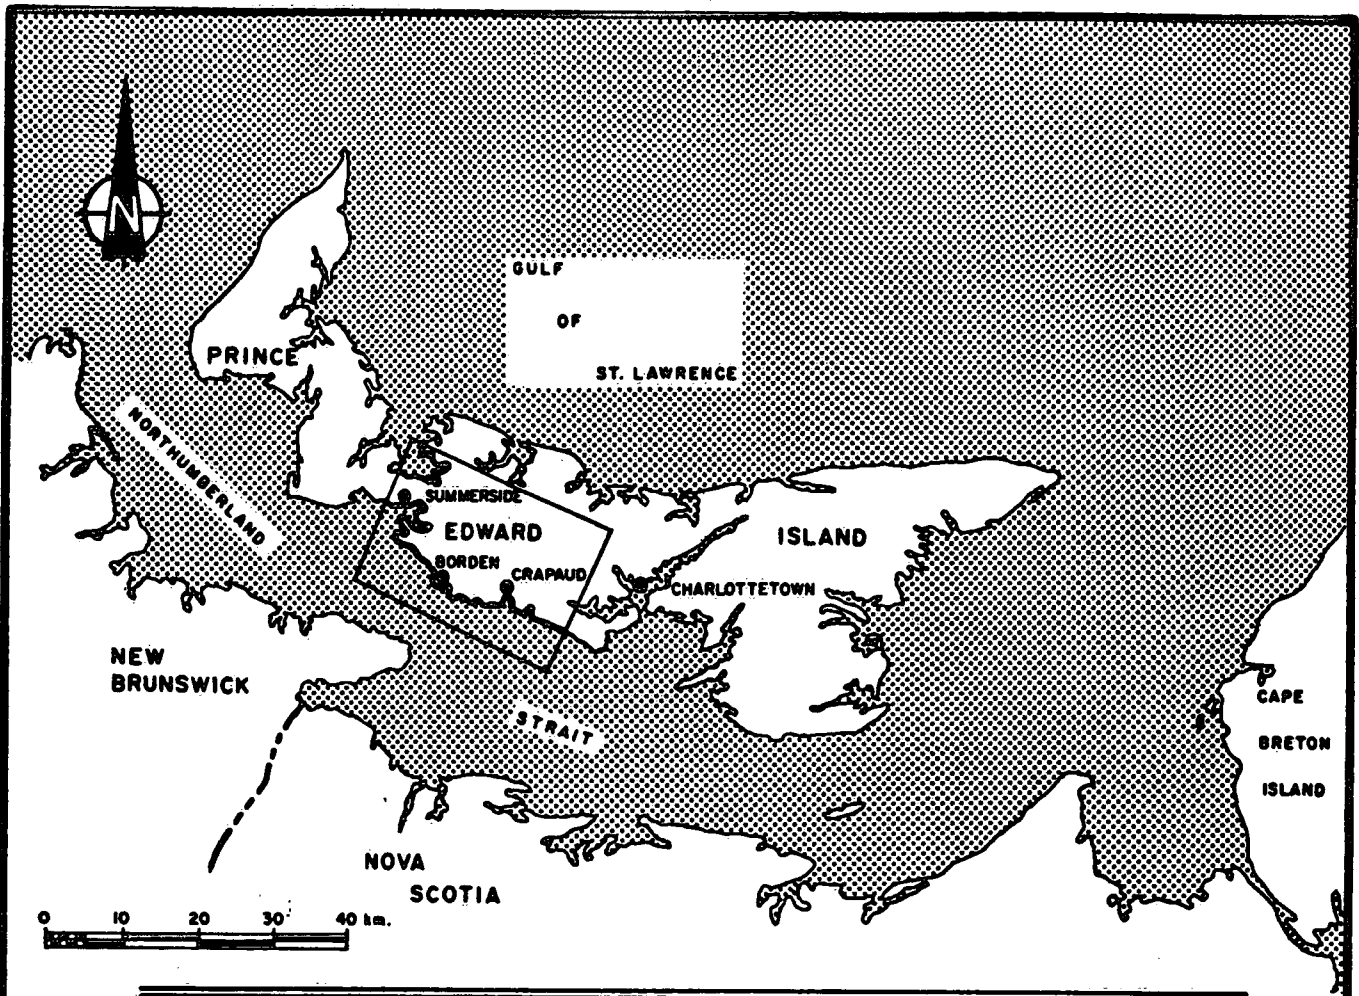 N
GULF
OF
ST. LAWRENCE
PRINCE
NORTHUMBERLAND
SUMMERSIDE
EDWARD
ISLAND
BORDEN
CRAPAUD
CHARLOTTETOWN
NEW
BRUNSWICK
STRAIT
CAPE
BRETON
ISLAND
NOVA
SCOTIA
0 10 20 30 40 km.